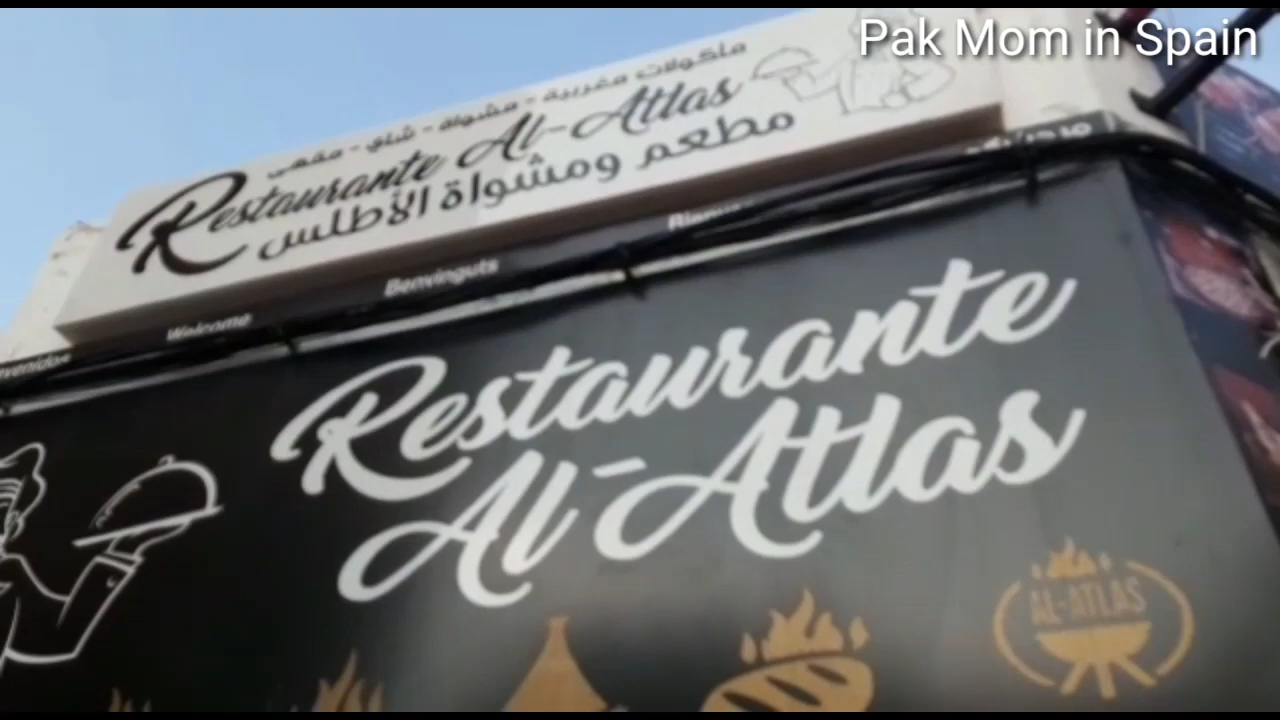 Pak Mom in Spain
مأكولات مغربية - مشواة - شاي - مقهى
Restaurante Al-Atlas
مطعم ومشواة الأطلس
Welcome
Benvinguts
Restaurante
Al-Atlas
AL-ATLAS